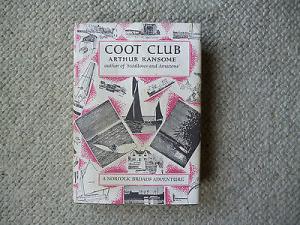 COOT CLUB
ARTHUR RANSOME
author of 'Swallows and Amazons'
A NORFOLK BROADS ADVENTURE